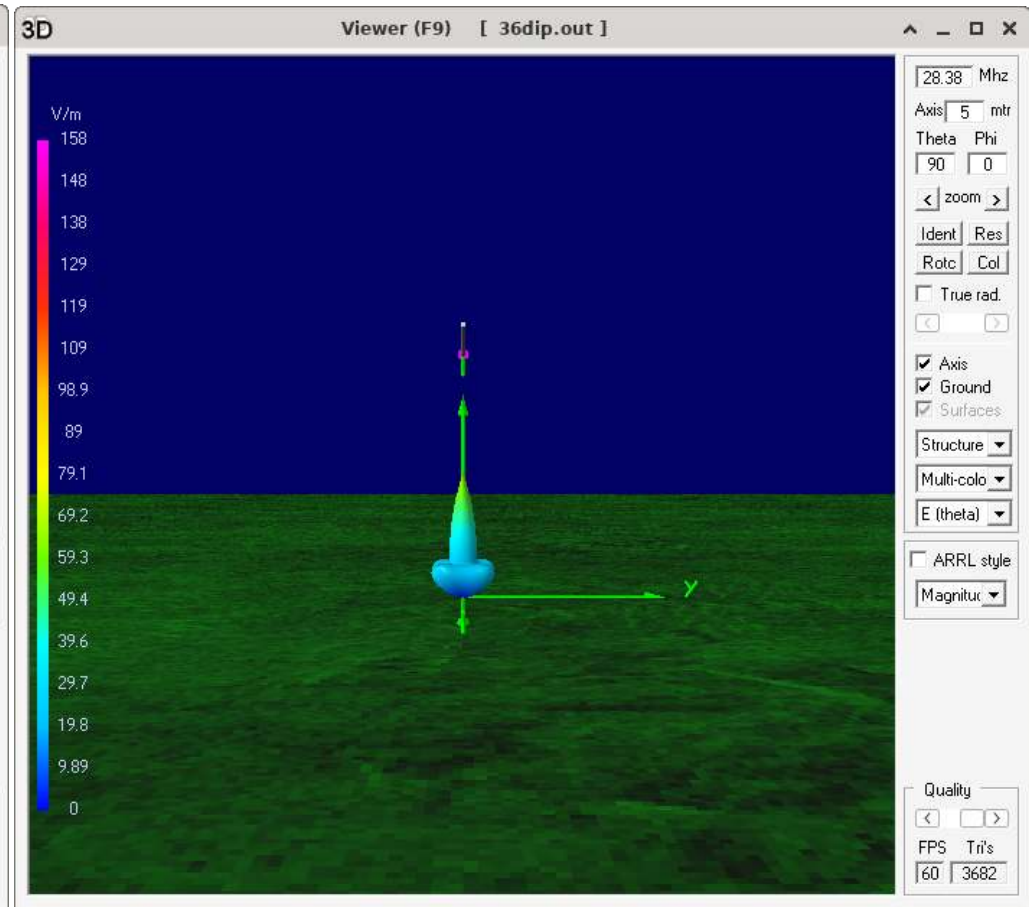 3D Viewer (F9) [ 36dip.out ]
V/m
158
148
138
129
119
109
98.9
89
79.1
69.2
59.3
49.4
39.6
29.7
19.8
9.89
0
Y
28.38 Mhz
Axis 5 mtr
Theta Phi
90 0
< zoom >
Ident Res
Rotc Col
True rad.
Axis
Ground
Surfaces
Structure
Multi-colo
E (theta)
ARRL style
Magnituc
Quality
FPS Tri's
60 3682